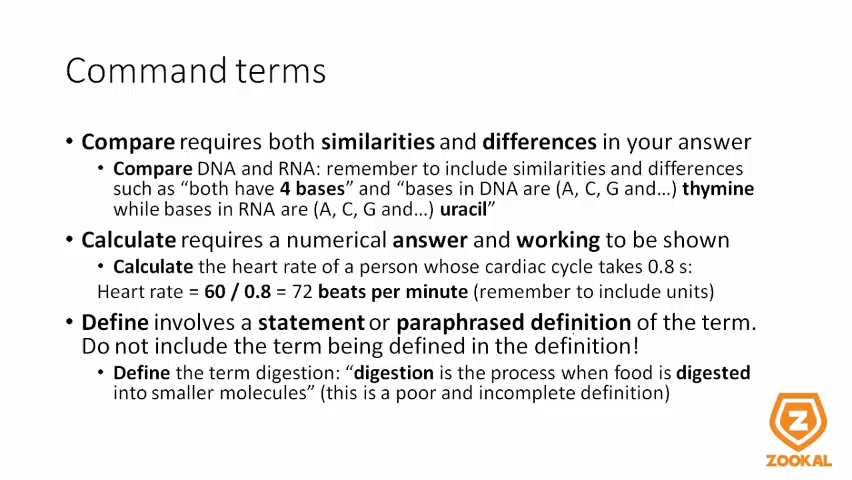 Command terms
• Compare requires both similarities and differences in your answer
• Compare DNA and RNA: remember to include similarities and differences
such as “both have 4 bases” and “bases in DNA are (A, C, G and…) thymine
while bases in RNA are (A, C, G and…) uracil”
• Calculate requires a numerical answer and working to be shown
• Calculate the heart rate of a person whose cardiac cycle takes 0.8 s:
Heart rate = 60 / 0.8 = 72 beats per minute (remember to include units)
• Define involves a statement or paraphrased definition of the term.
Do not include the term being defined in the definition!
• Define the term digestion: “digestion is the process when food is digested
into smaller molecules” (this is a poor and incomplete definition)
Z
ZOOKAL